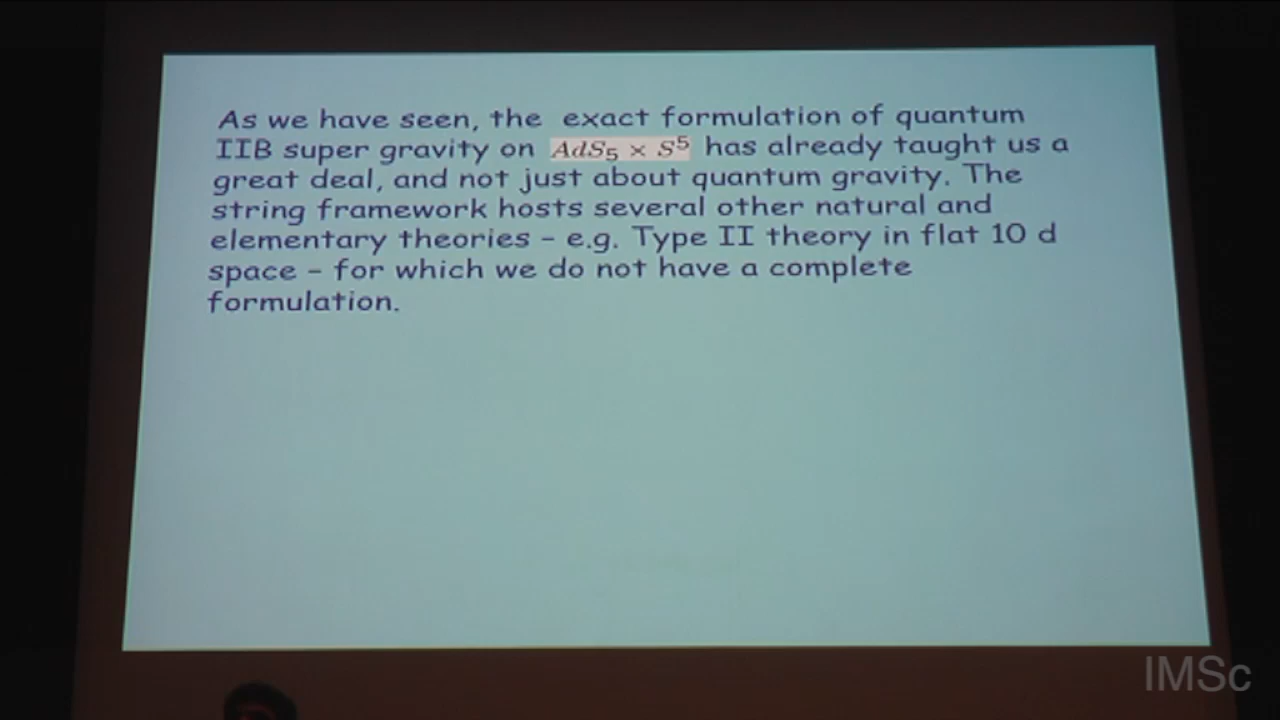 As we have seen, the exact formulation of quantum
IIB super gravity on AdS₅ × S⁵ has already taught us a
great deal, and not just about quantum gravity. The
string framework hosts several other natural and
elementary theories – e.g. Type II theory in flat 10 d
space – for which we do not have a complete
formulation.
IMSc